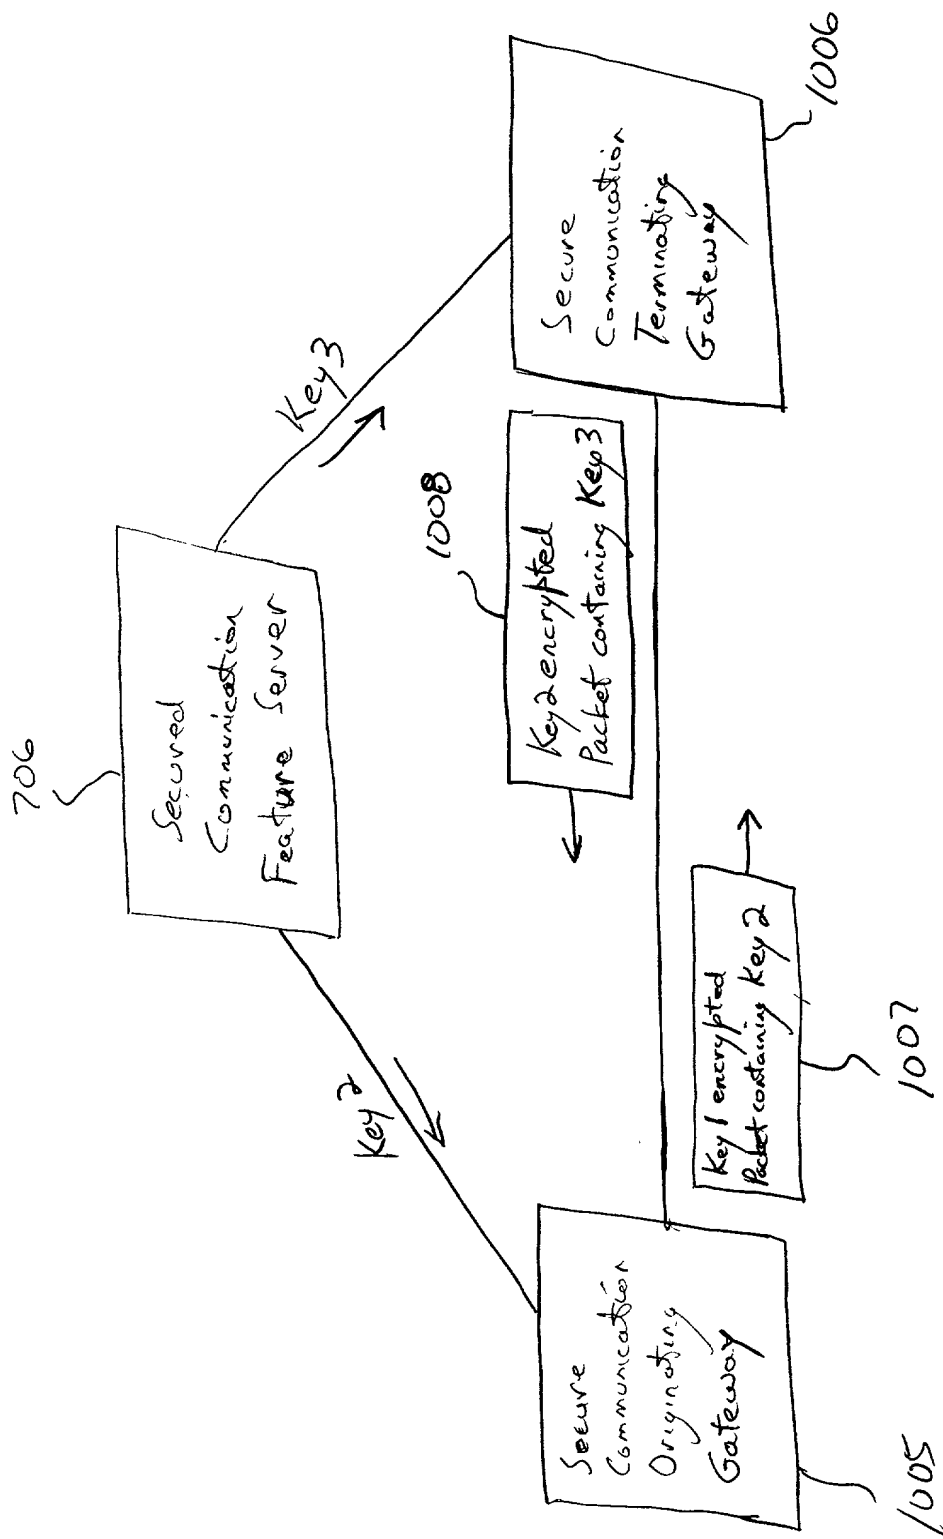 706
Secured
Communication
Feature Server
Key 2
Key 3
1008
Key 2 encrypted
Packet containing Key 3
Key 1 encrypted
Packet containing Key 2
1007
Secure
Communication
Originating
Gateway
1005
Secure
Communication
Terminating
Gateway
1006